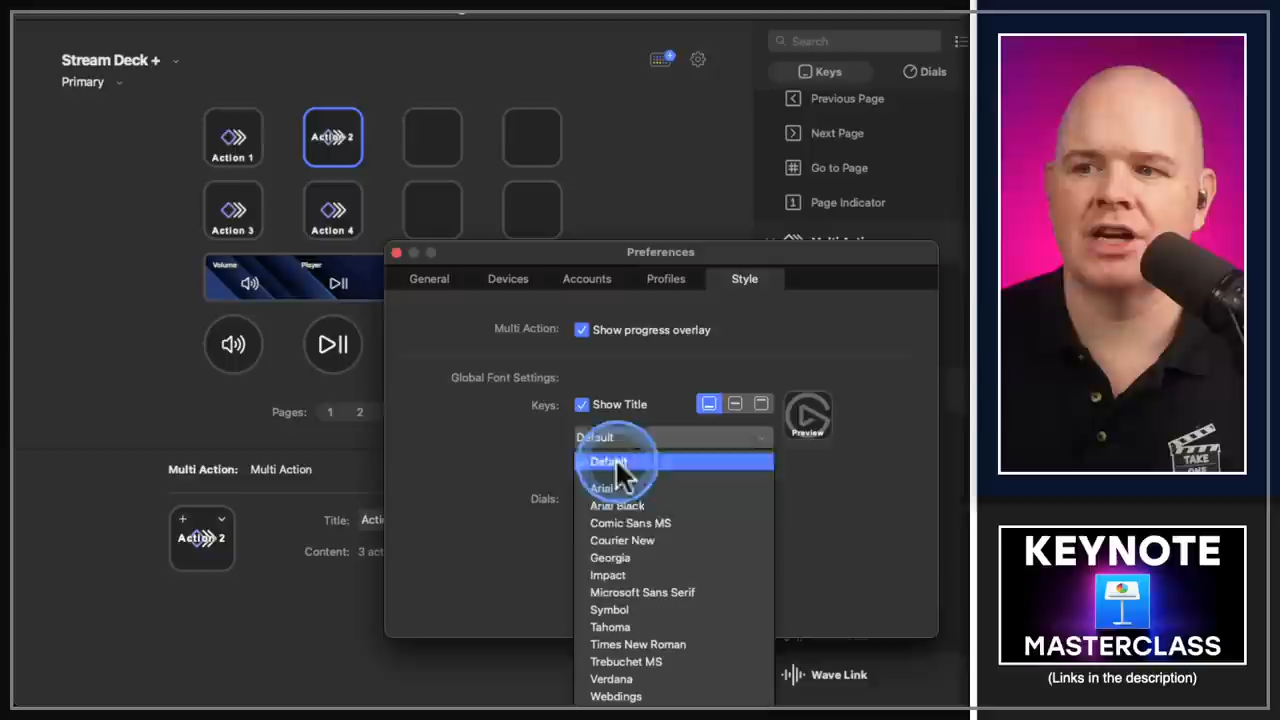 Stream Deck +
Primary
Search
Keys
Dials
Previous Page
Next Page
Go to Page
1
Page Indicator
Action 1
Action 2
Action 3
Action 4
Volume
Player
Preferences
General
Devices
Accounts
Profiles
Style
Multi Action:
Show progress overlay
Global Font Settings:
Keys:
Show Title
Preview
Default
Default
Arial
Arial Black
Comic Sans MS
Courier New
Georgia
Impact
Microsoft Sans Serif
Symbol
Tahoma
Times New Roman
Trebuchet MS
Verdana
Webdings
Dials:
Pages:
1
2
Multi Action:
Multi Action
Action 2
Title:
Content:
3
Wave Link
TAKE
ONE
KEYNOTE
MASTERCLASS
(Links in the description)